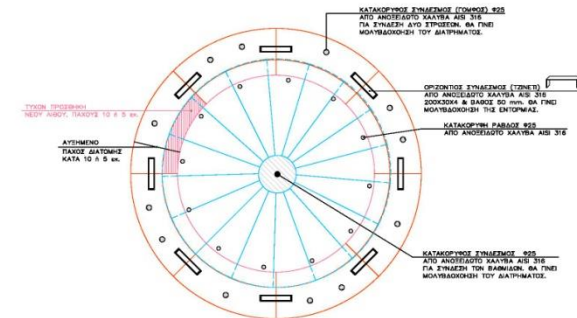 ΚΑΤΑΚΟΡΥΦΟΣ ΣΥΝΔΕΣΜΟΣ (ΓΟΜΦΟΣ) Φ25
ΑΠΟ ΑΝΟΞΕΙΔΩΤΟ ΧΑΛΥΒΑ AISI 316
ΓΙΑ ΣΥΝΔΕΣΗ ΔΥΟ ΣΤΡΩΣΕΩΝ. ΘΑ ΓΙΝΕΙ
ΜΟΛΥΒΔΟΧΟΗΣΗ ΤΟΥ ΔΙΑΤΡΗΜΑΤΟΣ.
ΟΡΙΖΟΝΤΙΟΣ ΣΥΝΔΕΣΜΟΣ (ΤΖΙΝΕΤΙ)
ΑΠΟ ΑΝΟΞΕΙΔΩΤΟ ΧΑΛΥΒΑ AISI 316
200X30X4 & ΒΑΘΟΣ 50 mm. ΘΑ ΓΙΝΕΙ
ΜΟΛΥΒΔΟΧΟΗΣΗ ΤΗΣ ΕΝΤΟΡΜΙΑΣ.
ΤΥΧΟΝ ΠΡΟΣΘΗΚΗ
ΝΕΟΥ ΛΙΘΟΥ, ΠΑΧΟΥΣ 10 ή 5 εκ.
ΚΑΤΑΚΟΡΥΦΗ ΡΑΒΔΟΣ Φ25
ΑΠΟ ΑΝΟΞΕΙΔΩΤΟ ΧΑΛΥΒΑ AISI 316
ΑΥΞΗΜΕΝΟ
ΠΑΧΟΣ ΔΙΑΤΟΜΗΣ
ΚΑΤΑ 10 ή 5 εκ.
ΚΑΤΑΚΟΡΥΦΟΣ ΣΥΝΔΕΣΜΟΣ Φ25
ΑΠΟ ΑΝΟΞΕΙΔΩΤΟ ΧΑΛΥΒΑ AISI 316
ΓΙΑ ΣΥΝΔΕΣΗ ΤΩΝ ΒΑΘΜΙΔΩΝ. ΘΑ ΓΙΝΕΙ
ΜΟΛΥΒΔΟΧΟΗΣΗ ΤΟΥ ΔΙΑΤΡΗΜΑΤΟΣ.